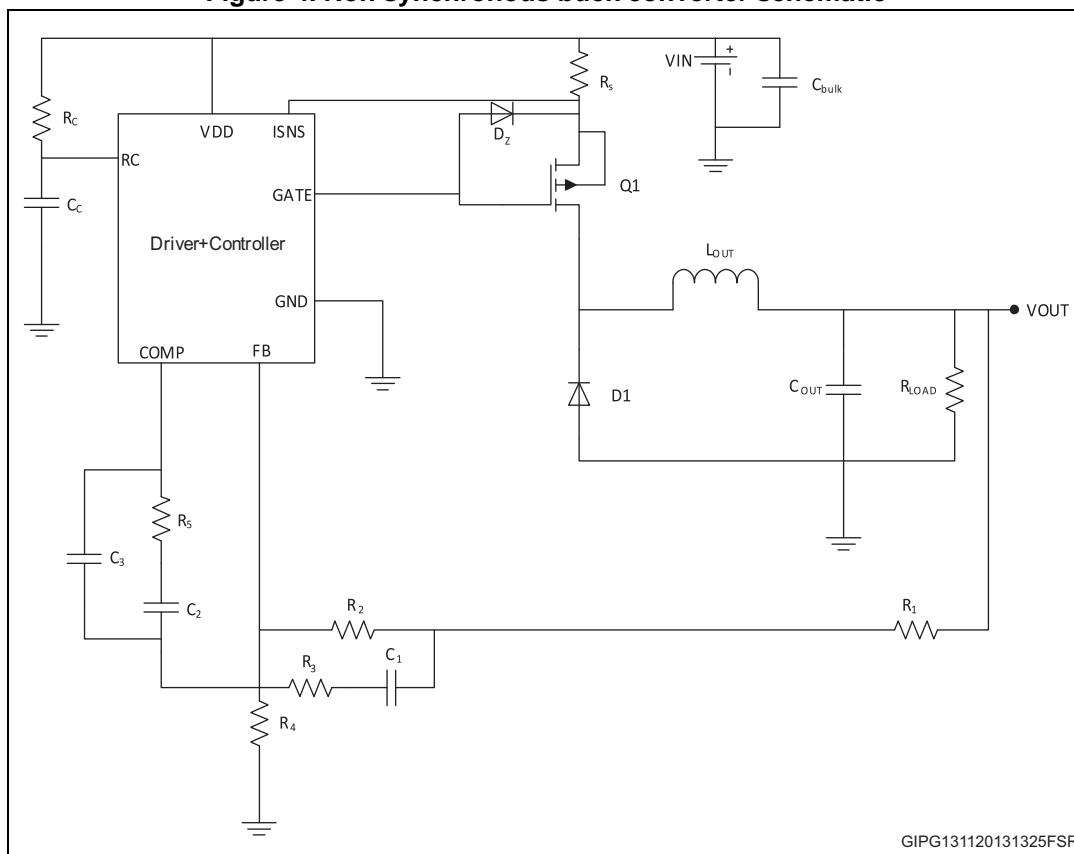 Figure 4. Non synchronous buck converter schematic
VIN
+
-
Cbulk
Rs
RC
VDD
ISNS
DZ
RC
GATE
Q1
CC
Driver+Controller
LOUT
GND
VOUT
COMP
FB
D1
COUT
RLOAD
R5
C3
C2
R2
R1
R3
C1
R4
GIPG131120131325FSR